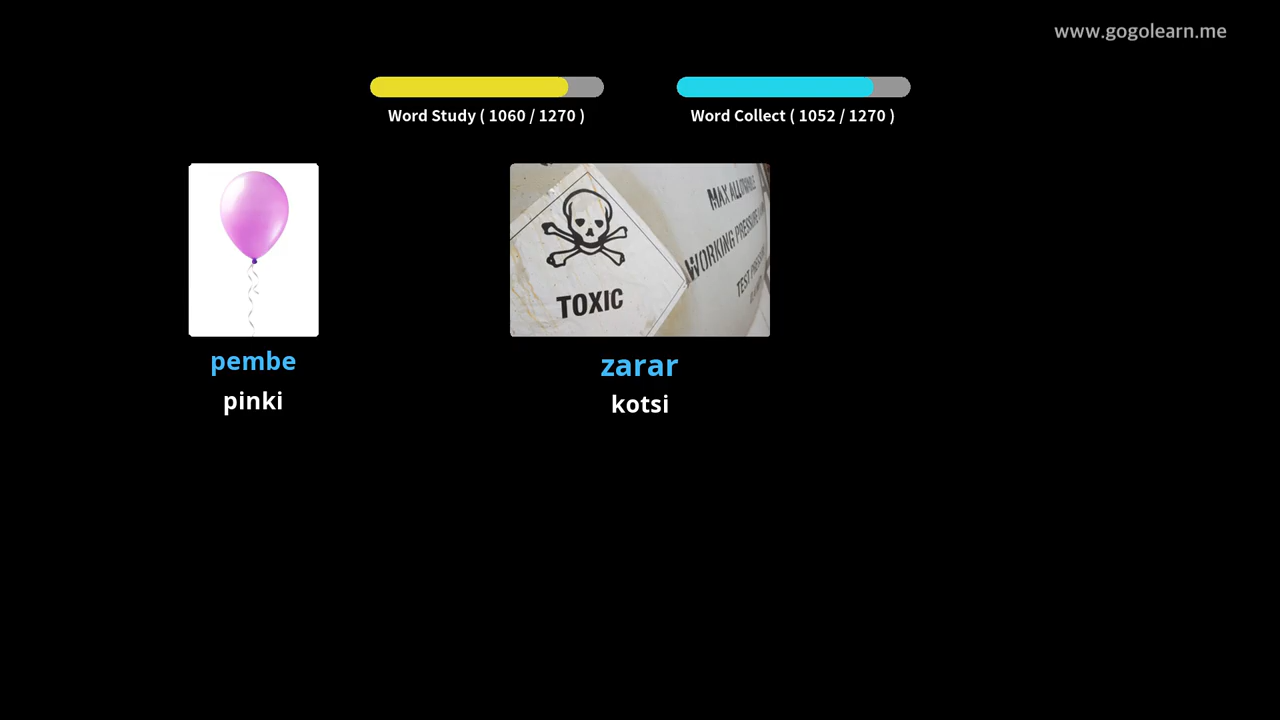 www.gogolearn.me
Word Study ( 1060 / 1270 )
Word Collect ( 1052 / 1270 )
TOXIC
MAX
WORKING PRESSURE
TEST
pembe
zarar
pinki
kotsi